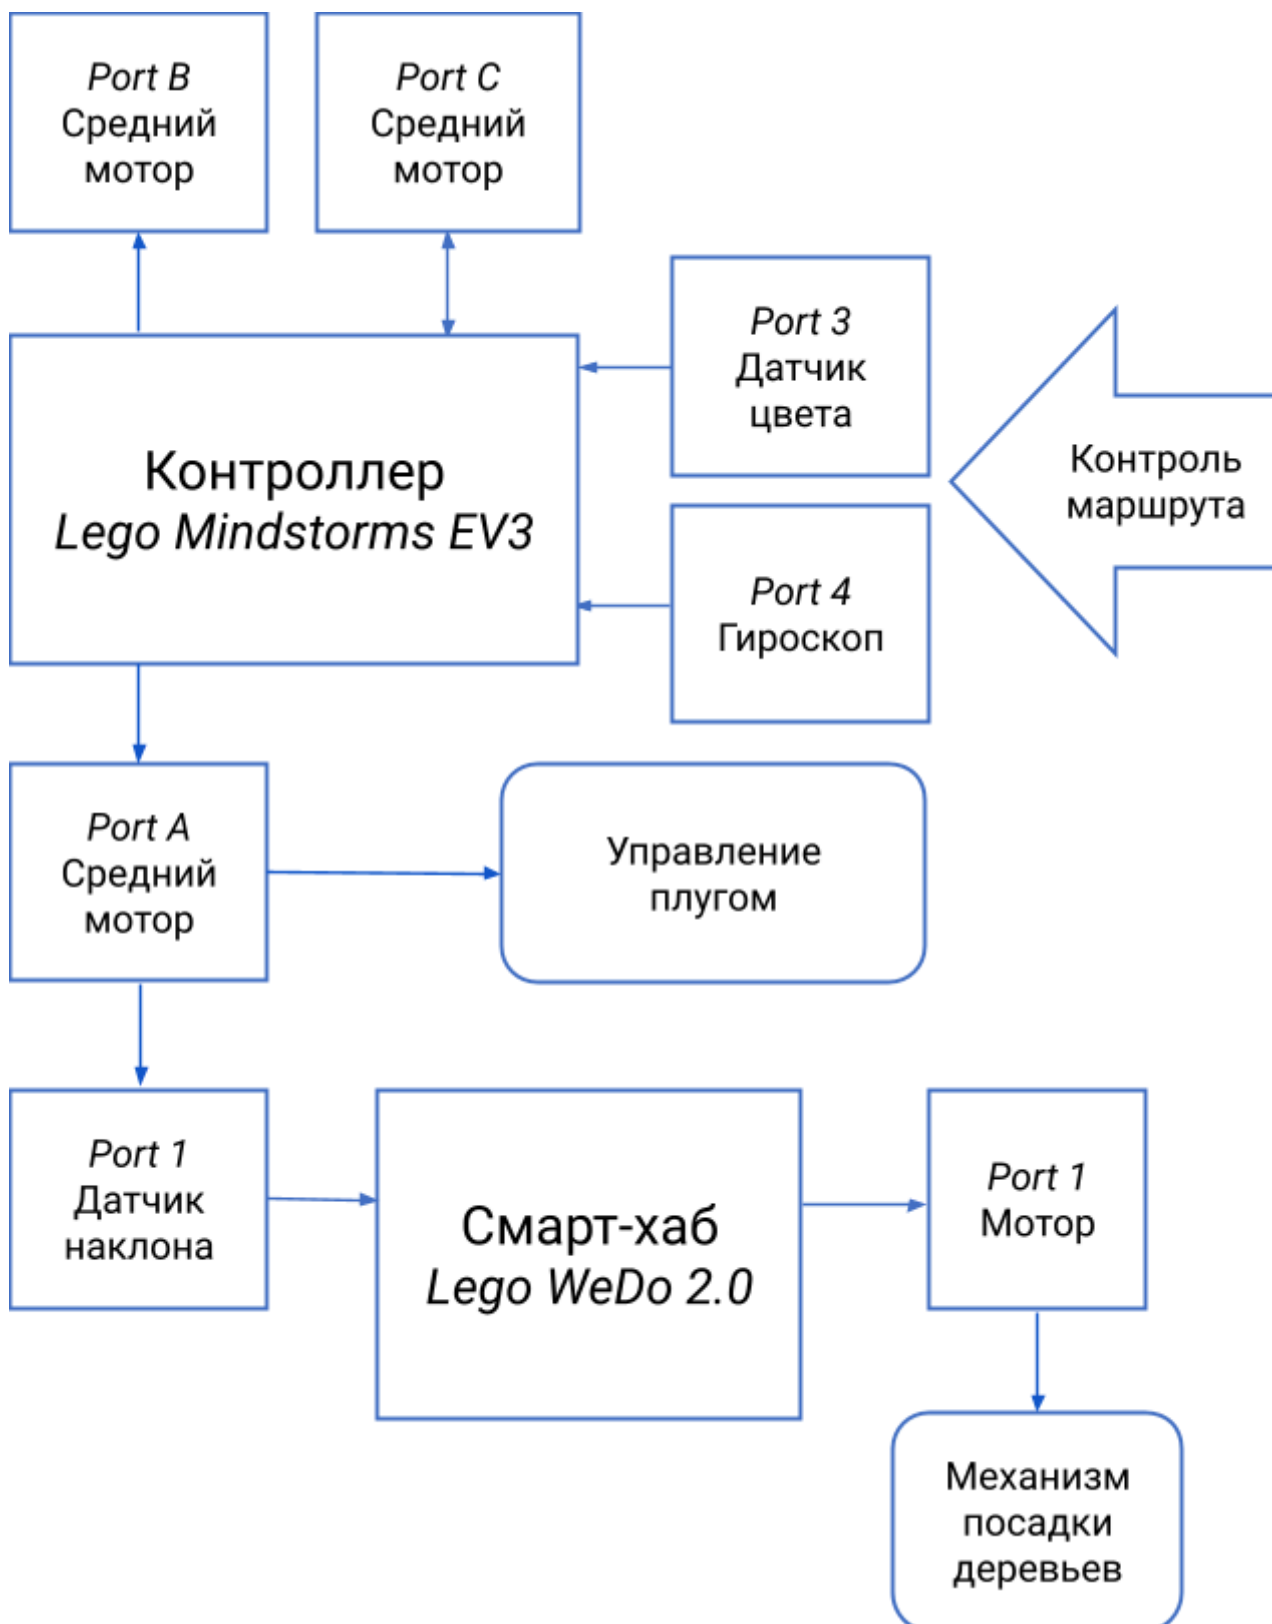 Port B
Средний
мотор
Port C
Средний
мотор
Port 3
Датчик
цвета
Контроллер
Lego Mindstorms EV3
Контроль
маршрута
Port 4
Гироскоп
Port A
Средний
мотор
Управление
плугом
Port 1
Датчик
наклона
Смарт-хаб
Lego WeDo 2.0
Port 1
Мотор
Механизм
посадки
деревьев